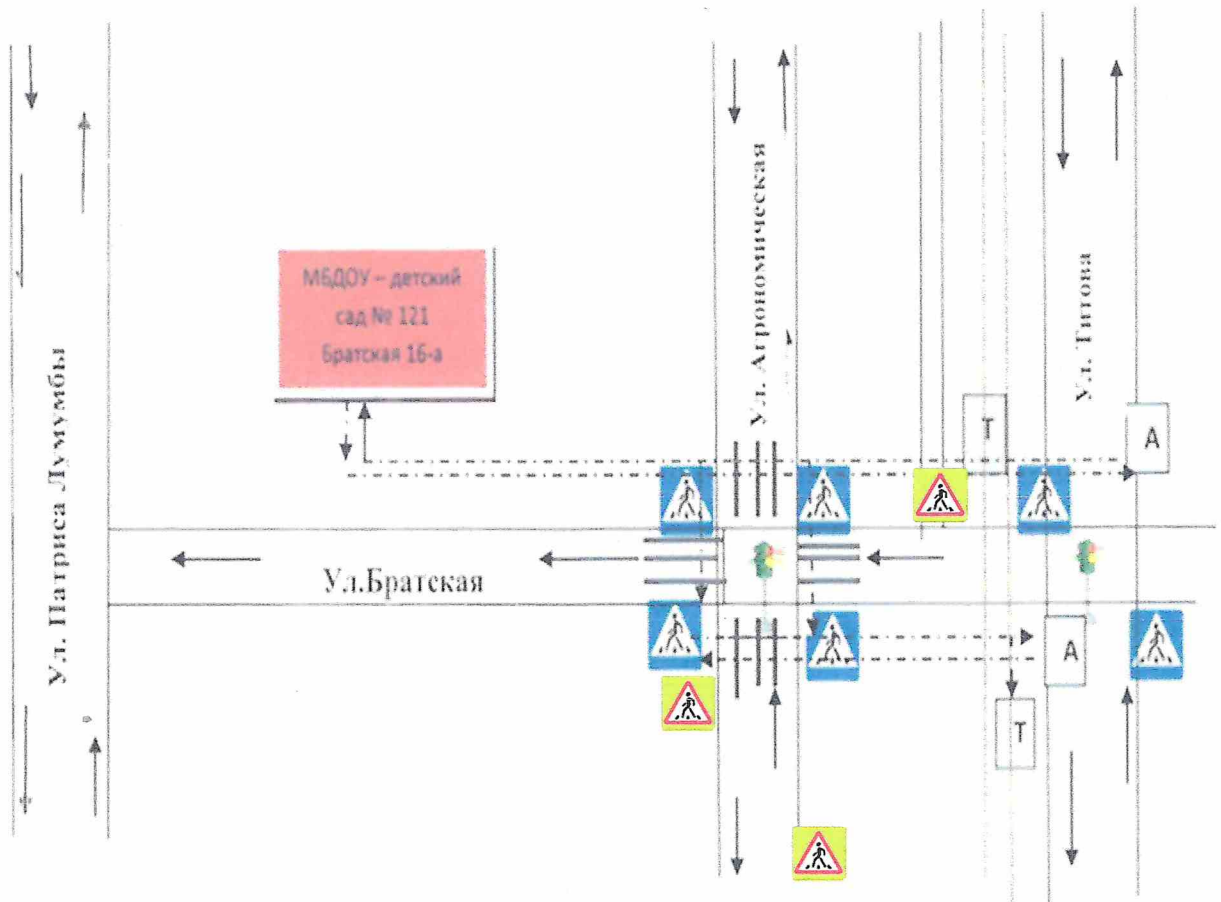 МБДОУ – детский
сад № 121
Братская 16-а
Ул. Патриса Лумумбы
Ул. Агрономическая
Ул. Титова
Т
А
Ул.Братская
А
Т